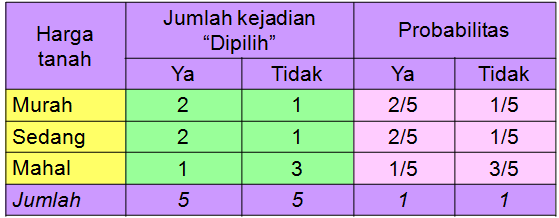 Harga tanah Jumlah kejadian “Dipilih” Probabilitas
Ya Tidak Ya Tidak
Murah 2 1 2/5 1/5
Sedang 2 1 2/5 1/5
Mahal 1 3 1/5 3/5
Jumlah 5 5 1 1